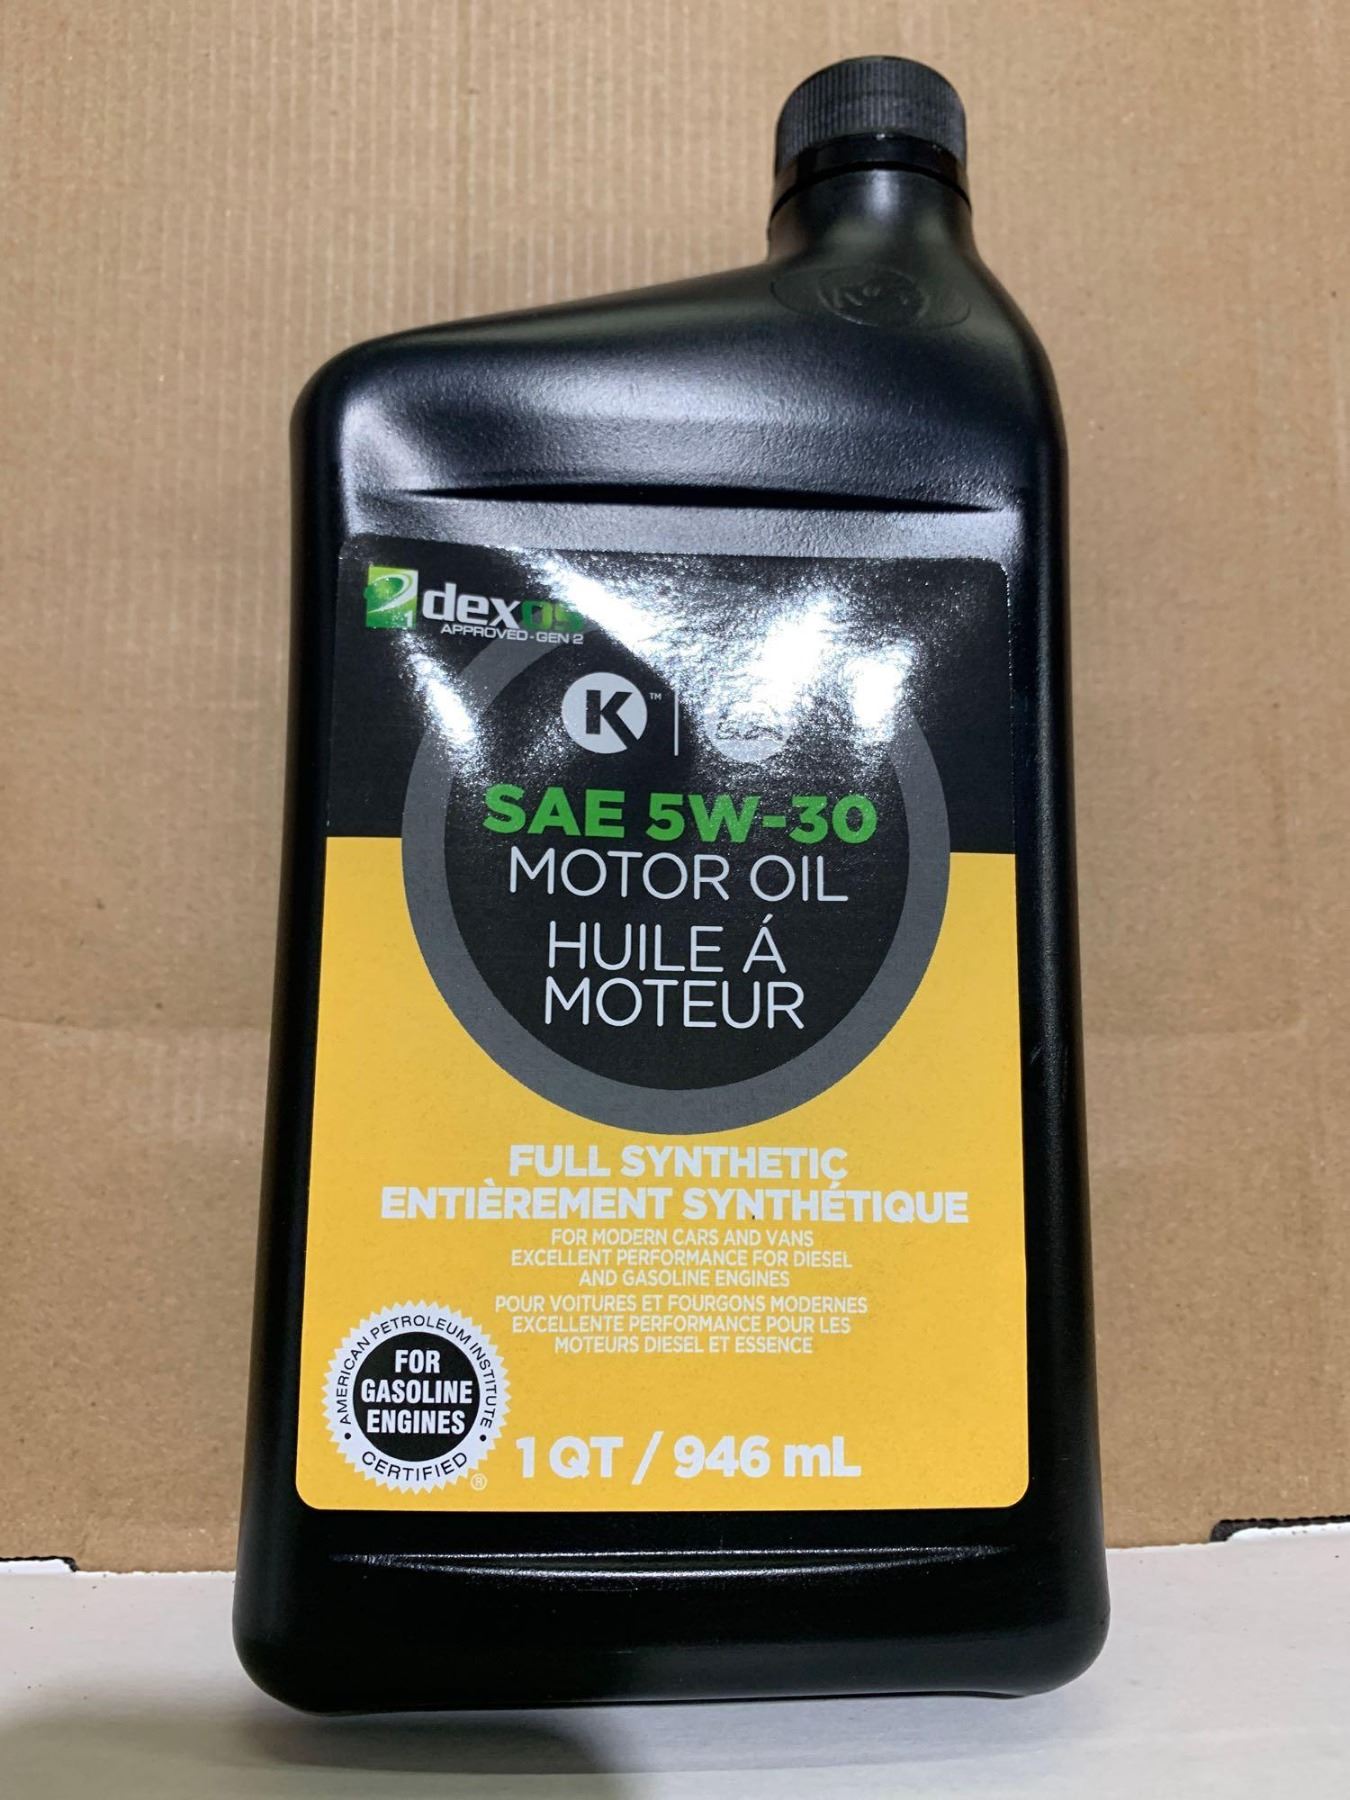 1 dexos
APPROVED-GEN 2
K™
SAE 5W-30
MOTOR OIL
HUILE Á
MOTEUR
FULL SYNTHETIC
ENTIÈREMENT SYNTHÉTIQUE
FOR MODERN CARS AND VANS
EXCELLENT PERFORMANCE FOR DIESEL
AND GASOLINE ENGINES
POUR VOITURES ET FOURGONS MODERNES
EXCELLENTE PERFORMANCE POUR LES
MOTEURS DIESEL ET ESSENCE
AMERICAN PETROLEUM INSTITUTE
FOR
GASOLINE
ENGINES
CERTIFIED ®
1 QT / 946 mL